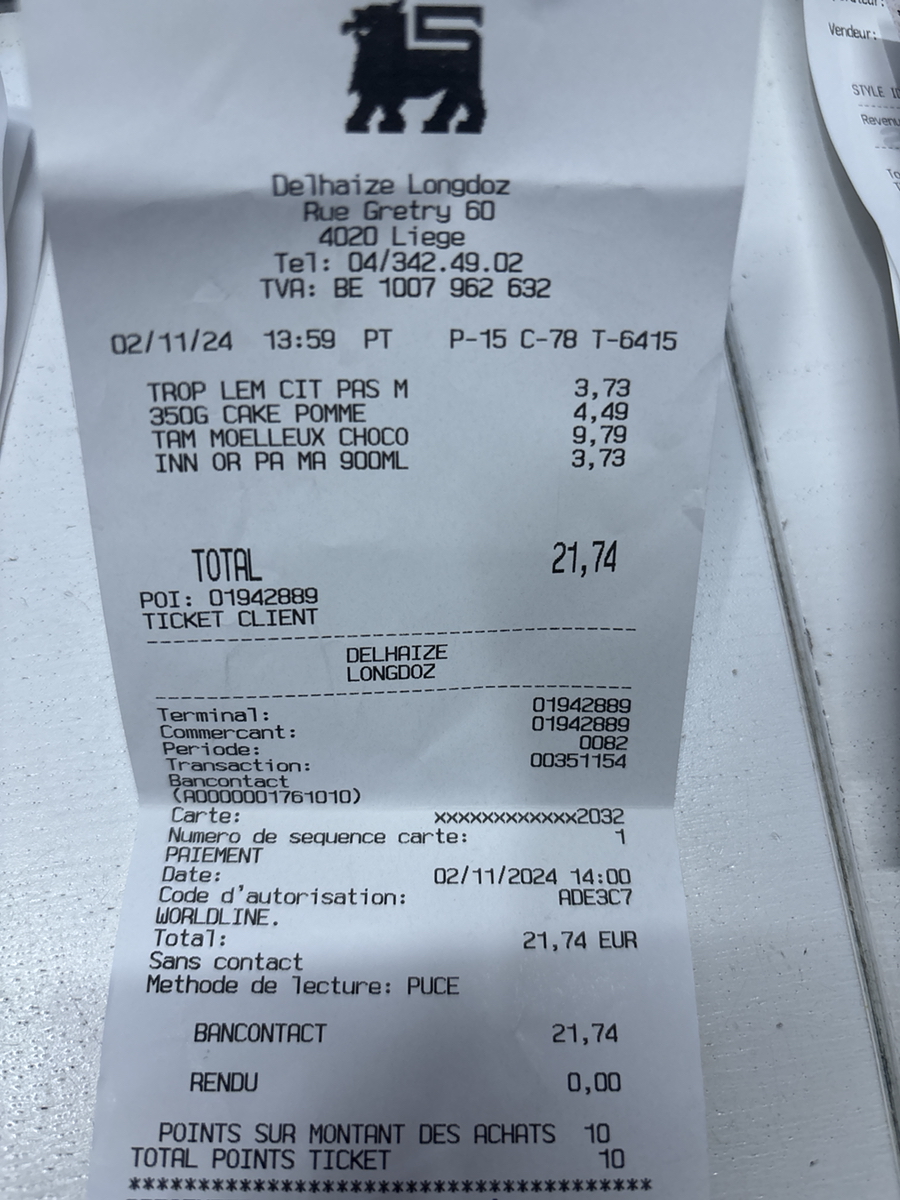 Delhaize Longdoz
Rue Gretry 60
4020 Liege
Tel: 04/342.49.02
TVA: BE 1007 962 632
02/11/24 13:59 PT P-15 C-78 T-6415
TROP LEM CIT PAS M 3,73
350G CAKE POMME 4,49
TAM MOELLEUX CHOCO 9,79
INN OR PA MA 900ML 3,73
TOTAL 21,74
POI: 01942889
TICKET CLIENT
DELHAIZE
LONGDOZ
Terminal: 01942889
Commercant: 01942889
Periode: 0082
Transaction: 00351154
Bancontact
(A0000001761010)
Carte: xxxxxxxxxxxxx2032
Numero de sequence carte: 1
PAIEMENT
Date: 02/11/2024 14:00
Code d'autorisation: ADE3C7
WORLDLINE.
Total: 21,74 EUR
Sans contact
Methode de lecture: PUCE
BANCONTACT 21,74
RENDU 0,00
POINTS SUR MONTANT DES ACHATS 10
TOTAL POINTS TICKET 10
****************************************
Vendeur:
STYLE